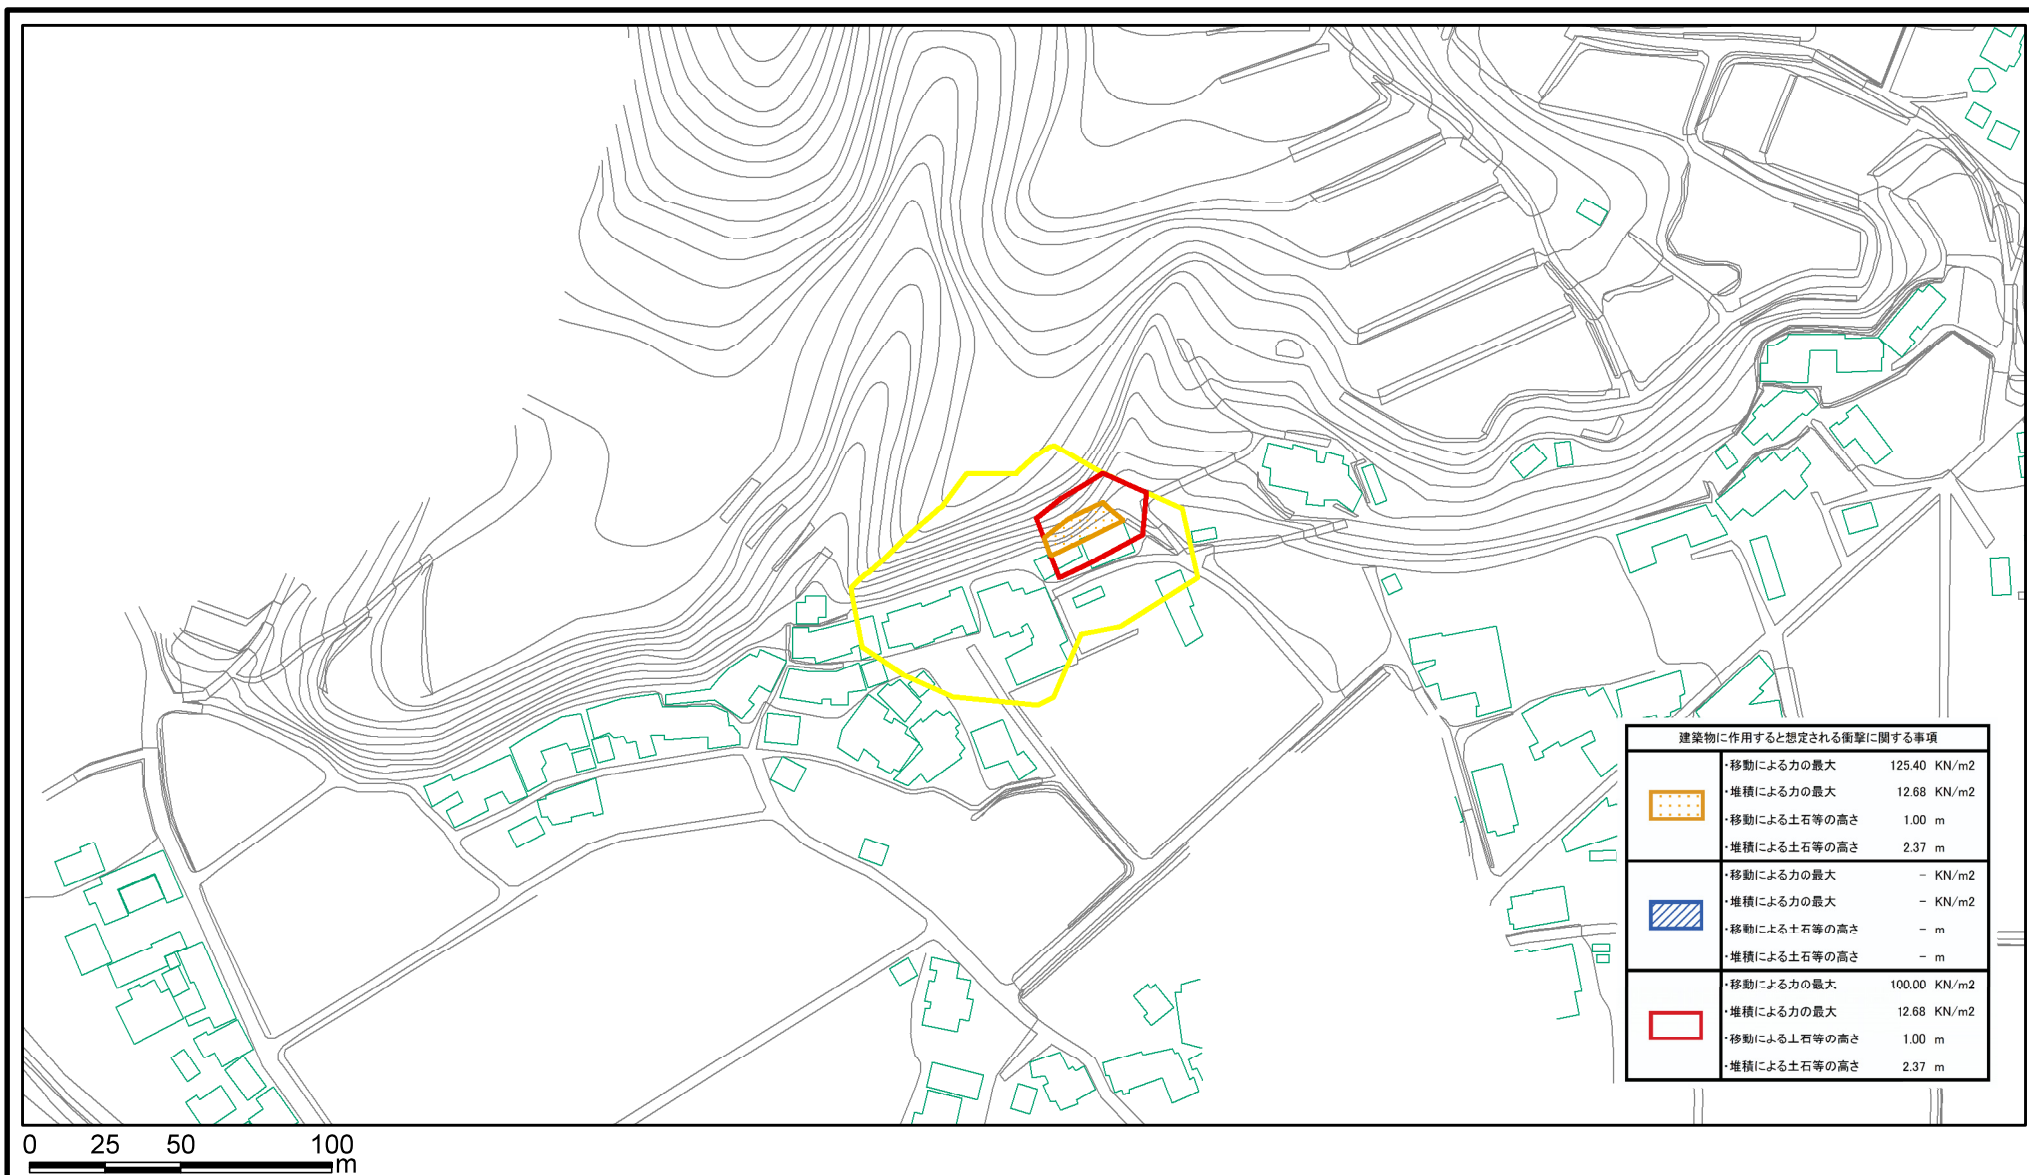 建築物に作用すると想定される衝撃に関する事項
・移動による力の最大 125.40 KN/m2
・堆積による力の最大 12.68 KN/m2
・移動による土石等の高さ 1.00 m
・堆積による土石等の高さ 2.37 m
・移動による力の最大 - KN/m2
・堆積による力の最大 - KN/m2
・移動による土石等の高さ - m
・堆積による土石等の高さ - m
・移動による力の最大 100.00 KN/m2
・堆積による力の最大 12.68 KN/m2
・移動による土石等の高さ 1.00 m
・堆積による土石等の高さ 2.37 m
0 25 50 100
m